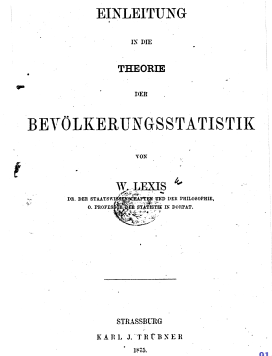 EINLEITUNG
IN DIE
THEORIE
DER
BEVÖLKERUNGSSTATISTIK
VON
W. LEXIS
DR. DER STAATSWISSENSCHAFTEN UND DER PHILOSOPHIE,
O. PROFESSOR DER STATISTIK IN DORPAT.
STRASSBURG
KARL J. TRÜBNER
1875.